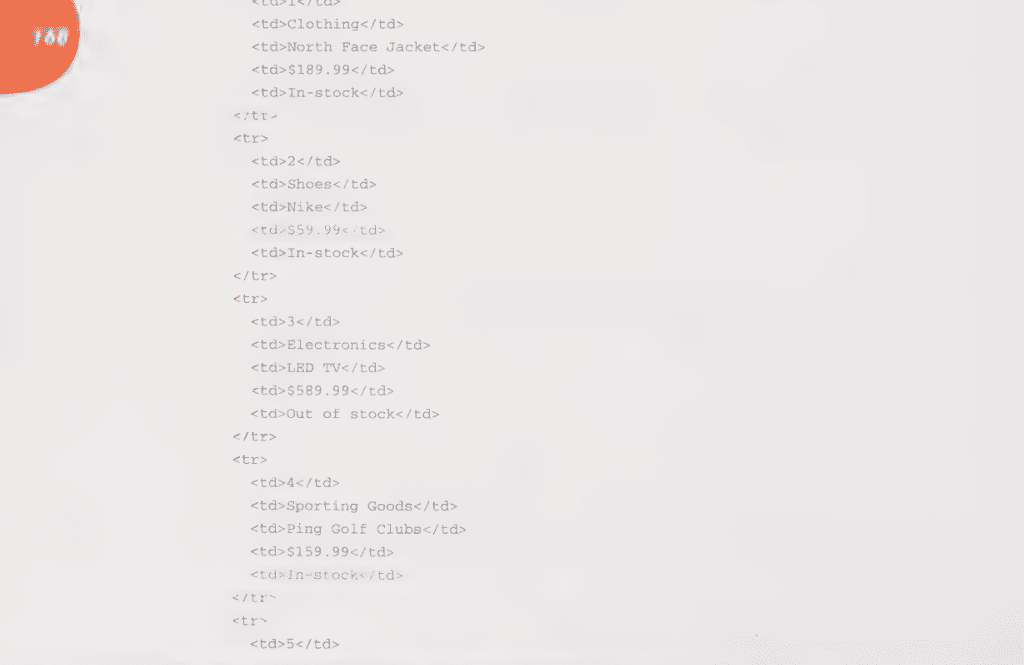 <td>1</td>
<td>Clothing</td>
<td>North Face Jacket</td>
<td>$189.99</td>
<td>In-stock</td>
</tr>
<tr>
<td>2</td>
<td>Shoes</td>
<td>Nike</td>
<td>$59.99</td>
<td>In-stock</td>
</tr>
<tr>
<td>3</td>
<td>Electronics</td>
<td>LED TV</td>
<td>$589.99</td>
<td>Out of stock</td>
</tr>
<tr>
<td>4</td>
<td>Sporting Goods</td>
<td>Ping Golf Clubs</td>
<td>$159.99</td>
<td>In-stock</td>
</tr>
<tr>
<td>5</td>